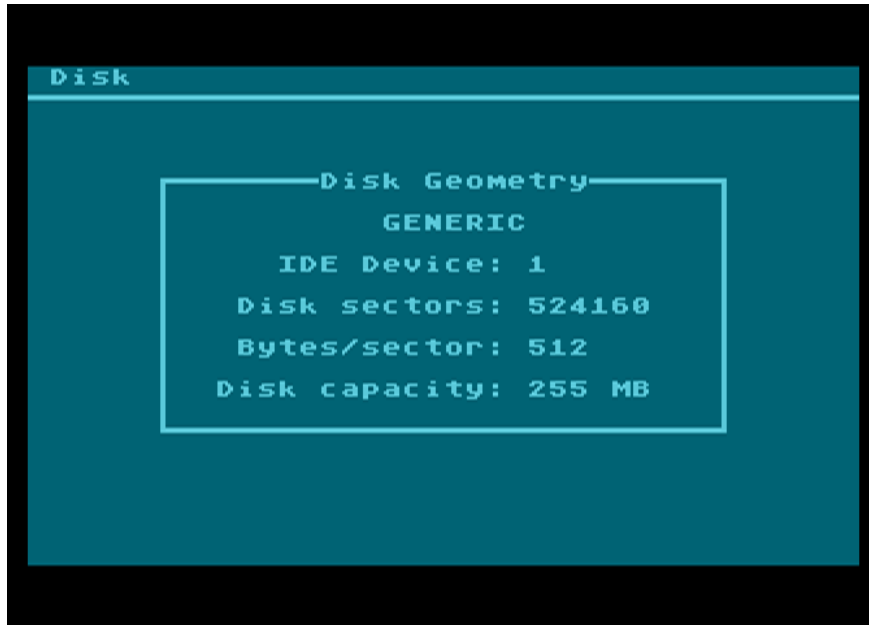 Disk
Disk Geometry
GENERIC
IDE Device: 1
Disk sectors: 524160
Bytes/sector: 512
Disk capacity: 255 MB